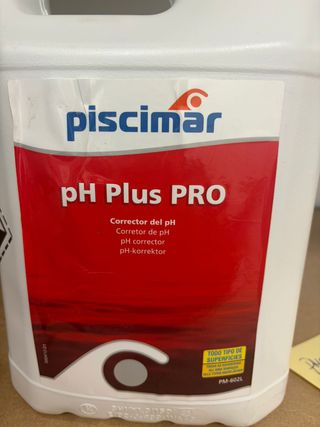 piscimar
pH Plus PRO
Corrector del pH
Corretor de pH
pH corrector
pH-korrektor
TODO TIPO DE
SUPERFICIES
PM-602L